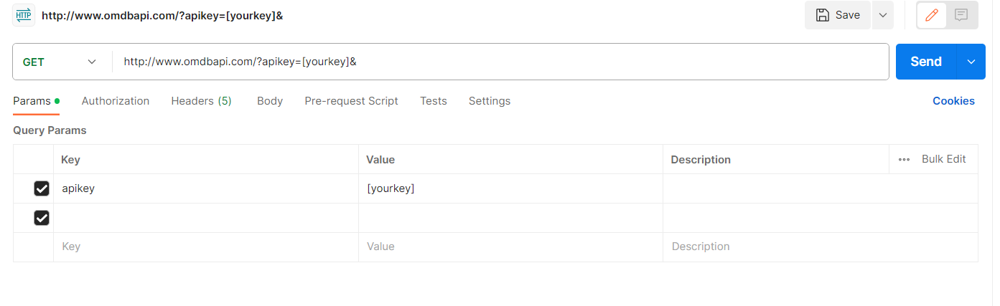 HTTP http://www.omdbapi.com/?apikey=[yourkey]& Save
GET http://www.omdbapi.com/?apikey=[yourkey]& Send
Params Authorization Headers (5) Body Pre-request Script Tests Settings Cookies
Query Params
Key Value Description Bulk Edit
apikey [yourkey]
Key Value Description